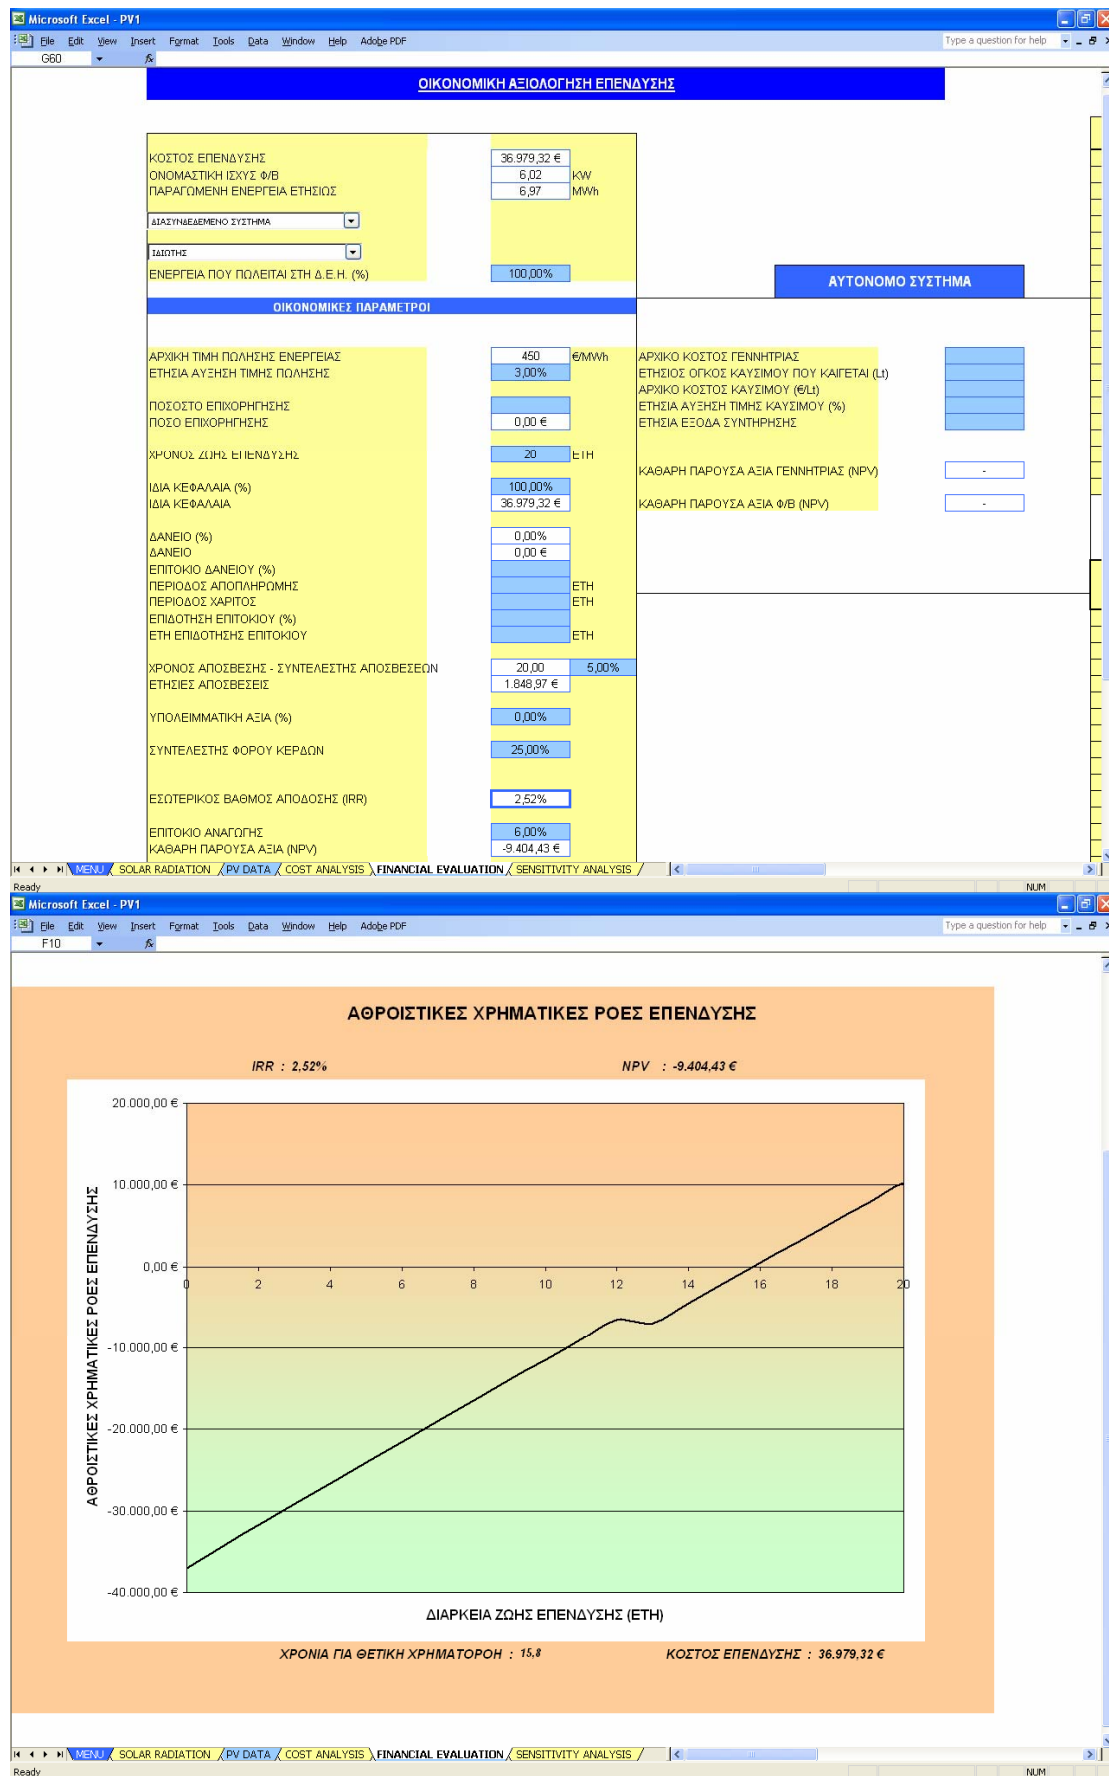 Microsoft Excel - PV1
File Edit View Insert Format Tools Data Window Help Adobe PDF Type a question for help
G60 fx
ΟΙΚΟΝΟΜΙΚΗ ΑΞΙΟΛΟΓΗΣΗ ΕΠΕΝΔΥΣΗΣ
ΚΟΣΤΟΣ ΕΠΕΝΔΥΣΗΣ 36.979,32 €
ΟΝΟΜΑΣΤΙΚΗ ΙΣΧΥΣ Φ/Β 6,02 KW
ΠΑΡΑΓΩΜΕΝΗ ΕΝΕΡΓΕΙΑ ΕΤΗΣΙΩΣ 6,97 MWh
ΔΙΑΣΥΝΔΕΔΕΜΕΝΟ ΣΥΣΤΗΜΑ
ΙΔΙΩΤΗΣ
ΕΝΕΡΓΕΙΑ ΠΟΥ ΠΩΛΕΙΤΑΙ ΣΤΗ Δ.Ε.Η. (%) 100,00%
ΑΥΤΟΝΟΜΟ ΣΥΣΤΗΜΑ
ΟΙΚΟΝΟΜΙΚΕΣ ΠΑΡΑΜΕΤΡΟΙ
ΑΡΧΙΚΗ ΤΙΜΗ ΠΩΛΗΣΗΣ ΕΝΕΡΓΕΙΑΣ 450 €/MWh ΑΡΧΙΚΟ ΚΟΣΤΟΣ ΓΕΝΝΗΤΡΙΑΣ
ΕΤΗΣΙΑ ΑΥΞΗΣΗ ΤΙΜΗΣ ΠΩΛΗΣΗΣ 3,00% ΕΤΗΣΙΟΣ ΟΓΚΟΣ ΚΑΥΣΙΜΟΥ ΠΟΥ ΚΑΙΓΕΤΑΙ (Lt)
ΑΡΧΙΚΟ ΚΟΣΤΟΣ ΚΑΥΣΙΜΟΥ (€/Lt)
ΠΟΣΟΣΤΟ ΕΠΙΧΟΡΗΓΗΣΗΣ ΕΤΗΣΙΑ ΑΥΞΗΣΗ ΤΙΜΗΣ ΚΑΥΣΙΜΟΥ (%)
ΠΟΣΟ ΕΠΙΧΟΡΗΓΗΣΗΣ 0,00 € ΕΤΗΣΙΑ ΕΞΟΔΑ ΣΥΝΤΗΡΗΣΗΣ
ΧΡΟΝΟΣ ΖΩΗΣ ΕΠΕΝΔΥΣΗΣ 20 ΕΤΗ
ΚΑΘΑΡΗ ΠΑΡΟΥΣΑ ΑΞΙΑ ΓΕΝΝΗΤΡΙΑΣ (NPV) -
ΙΔΙΑ ΚΕΦΑΛΑΙΑ (%) 100,00%
ΙΔΙΑ ΚΕΦΑΛΑΙΑ 36.979,32 € ΚΑΘΑΡΗ ΠΑΡΟΥΣΑ ΑΞΙΑ Φ/Β (NPV) -
ΔΑΝΕΙΟ (%) 0,00%
ΔΑΝΕΙΟ 0,00 €
ΕΠΙΤΟΚΙΟ ΔΑΝΕΙΟΥ (%)
ΠΕΡΙΟΔΟΣ ΑΠΟΠΛΗΡΩΜΗΣ ΕΤΗ
ΠΕΡΙΟΔΟΣ ΧΑΡΙΤΟΣ ΕΤΗ
ΕΠΙΔΟΤΗΣΗ ΕΠΙΤΟΚΙΟΥ (%)
ΕΤΗ ΕΠΙΔΟΤΗΣΗΣ ΕΠΙΤΟΚΙΟΥ ΕΤΗ
ΧΡΟΝΟΣ ΑΠΟΣΒΕΣΗΣ - ΣΥΝΤΕΛΕΣΤΗΣ ΑΠΟΣΒΕΣΕΩΝ 20,00 5,00%
ΕΤΗΣΙΕΣ ΑΠΟΣΒΕΣΕΙΣ 1.848,97 €
ΥΠΟΛΕΙΜΜΑΤΙΚΗ ΑΞΙΑ (%) 0,00%
ΣΥΝΤΕΛΕΣΤΗΣ ΦΟΡΟΥ ΚΕΡΔΩΝ 25,00%
ΕΣΩΤΕΡΙΚΟΣ ΒΑΘΜΟΣ ΑΠΟΔΟΣΗΣ (IRR) 2,52%
ΕΠΙΤΟΚΙΟ ΑΝΑΓΩΓΗΣ 6,00%
ΚΑΘΑΡΗ ΠΑΡΟΥΣΑ ΑΞΙΑ (NPV) -9.404,43 €
MENU SOLAR RADIATION PV DATA COST ANALYSIS FINANCIAL EVALUATION SENSITIVITY ANALYSIS
Ready NUM
Microsoft Excel - PV1
File Edit View Insert Format Tools Data Window Help Adobe PDF Type a question for help
F10 fx
ΑΘΡΟΙΣΤΙΚΕΣ ΧΡΗΜΑΤΙΚΕΣ ΡΟΕΣ ΕΠΕΝΔΥΣΗΣ
IRR : 2,52% NPV : -9.404,43 €
20.000,00 €
10.000,00 €
0,00 €
0 2 4 6 8 10 12 14 16 18 20
-10.000,00 €
-20.000,00 €
-30.000,00 €
-40.000,00 €
ΑΘΡΟΙΣΤΙΚΕΣ ΧΡΗΜΑΤΙΚΕΣ ΡΟΕΣ ΕΠΕΝΔΥΣΗΣ
ΔΙΑΡΚΕΙΑ ΖΩΗΣ ΕΠΕΝΔΥΣΗΣ (ΕΤΗ)
ΧΡΟΝΙΑ ΓΙΑ ΘΕΤΙΚΗ ΧΡΗΜΑΤΟΡΟΗ : 15,8 ΚΟΣΤΟΣ ΕΠΕΝΔΥΣΗΣ : 36.979,32 €
MENU SOLAR RADIATION PV DATA COST ANALYSIS FINANCIAL EVALUATION SENSITIVITY ANALYSIS
Ready NUM